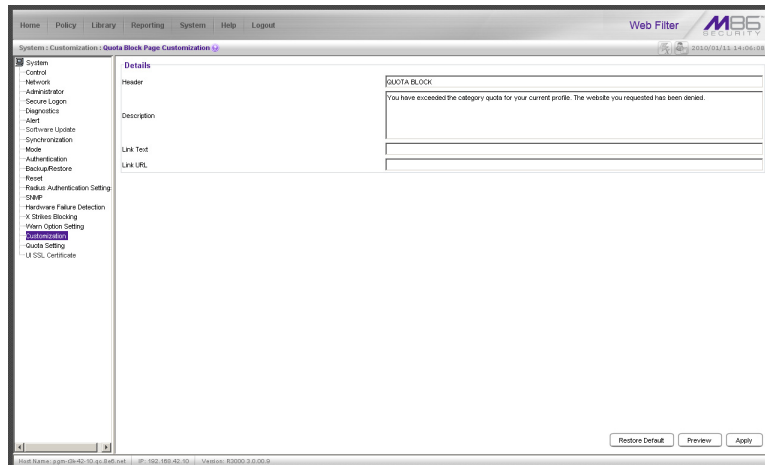 Home Policy Library Reporting System Help Logout Web Filter M86 SECURITY
System : Customization : Quota Block Page Customization 2010/01/11 14:06:08
System
Control
Network
Administrator
Secure Logon
Diagnostics
Alert
Software Update
Synchronization
Mode
Authentication
Backup/Restore
Reset
Radius Authentication Setting
SNMP
Hardware Failure Detection
X Strikes Blocking
Warn Option Setting
Customization
Quota Setting
UI SSL Certificate
Details
Header QUOTA BLOCK
Description You have exceeded the category quota for your current profile. The website you requested has been denied.
Link Text
Link URL
Restore Default Preview Apply
Host Name: IP: 192.168.42.10 Version: R3000 3.0.00.9